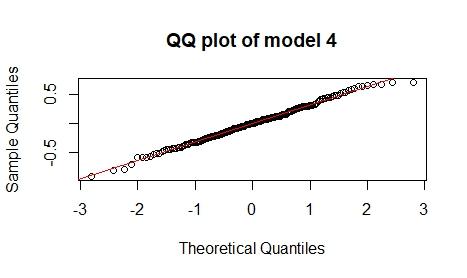 QQ plot of model 4
Sample Quantiles
0.5
-0.5
-3 -2 -1 0 1 2 3
Theoretical Quantiles